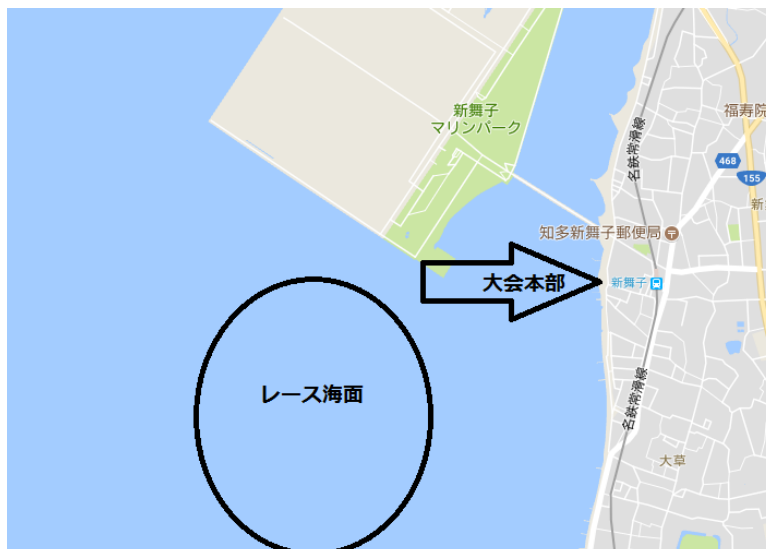 新舞子
マリンパーク
福寿院
名鉄常滑線
468
155
新
知多新舞子郵便局
大会本部
新舞子
レース海面
名鉄常滑線
大草